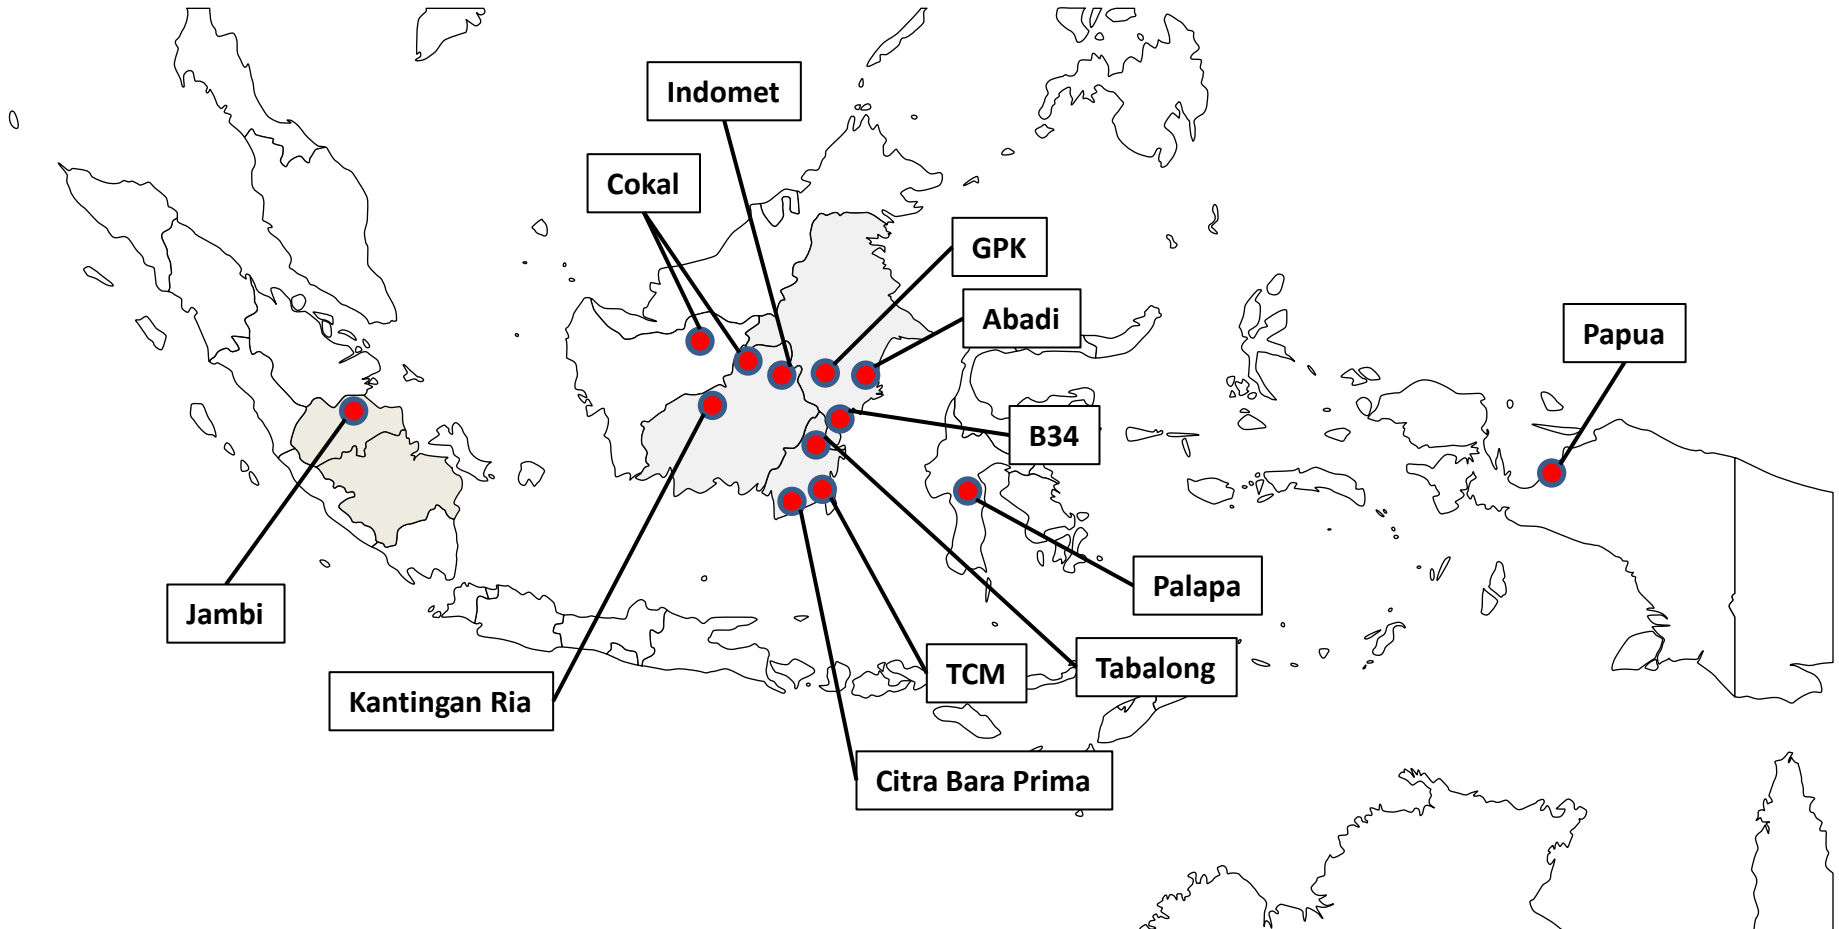 Indomet
Cokal
GPK
Abadi
Papua
B34
Palapa
Jambi
TCM
Tabalong
Kantingan Ria
Citra Bara Prima